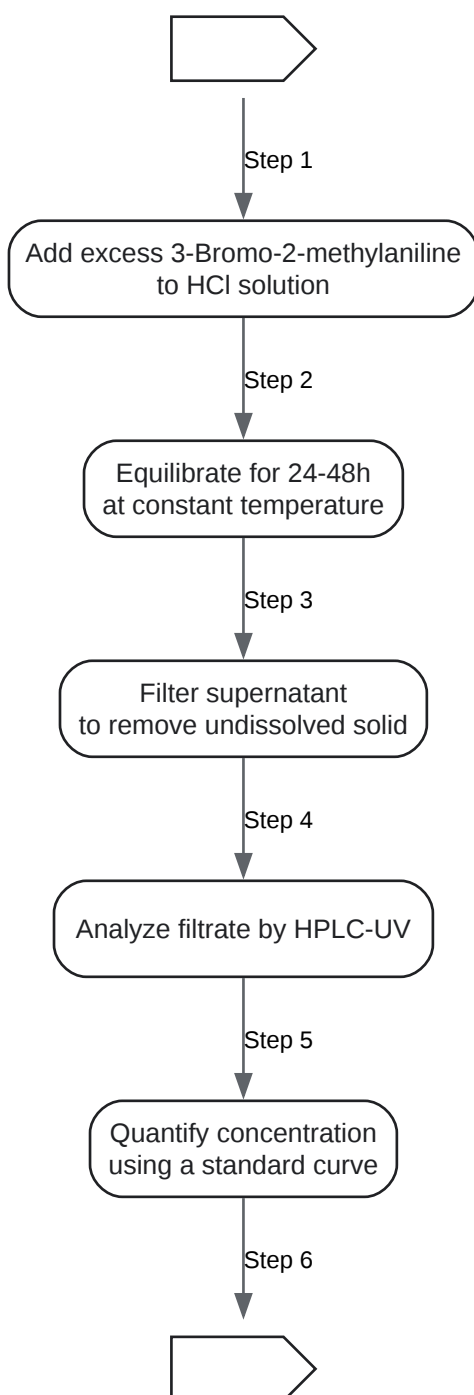 Step 1
Add excess 3-Bromo-2-methylaniline
to HCl solution
Step 2
Equilibrate for 24-48h
at constant temperature
Step 3
Filter supernatant
to remove undissolved solid
Step 4
Analyze filtrate by HPLC-UV
Step 5
Quantify concentration
using a standard curve
Step 6